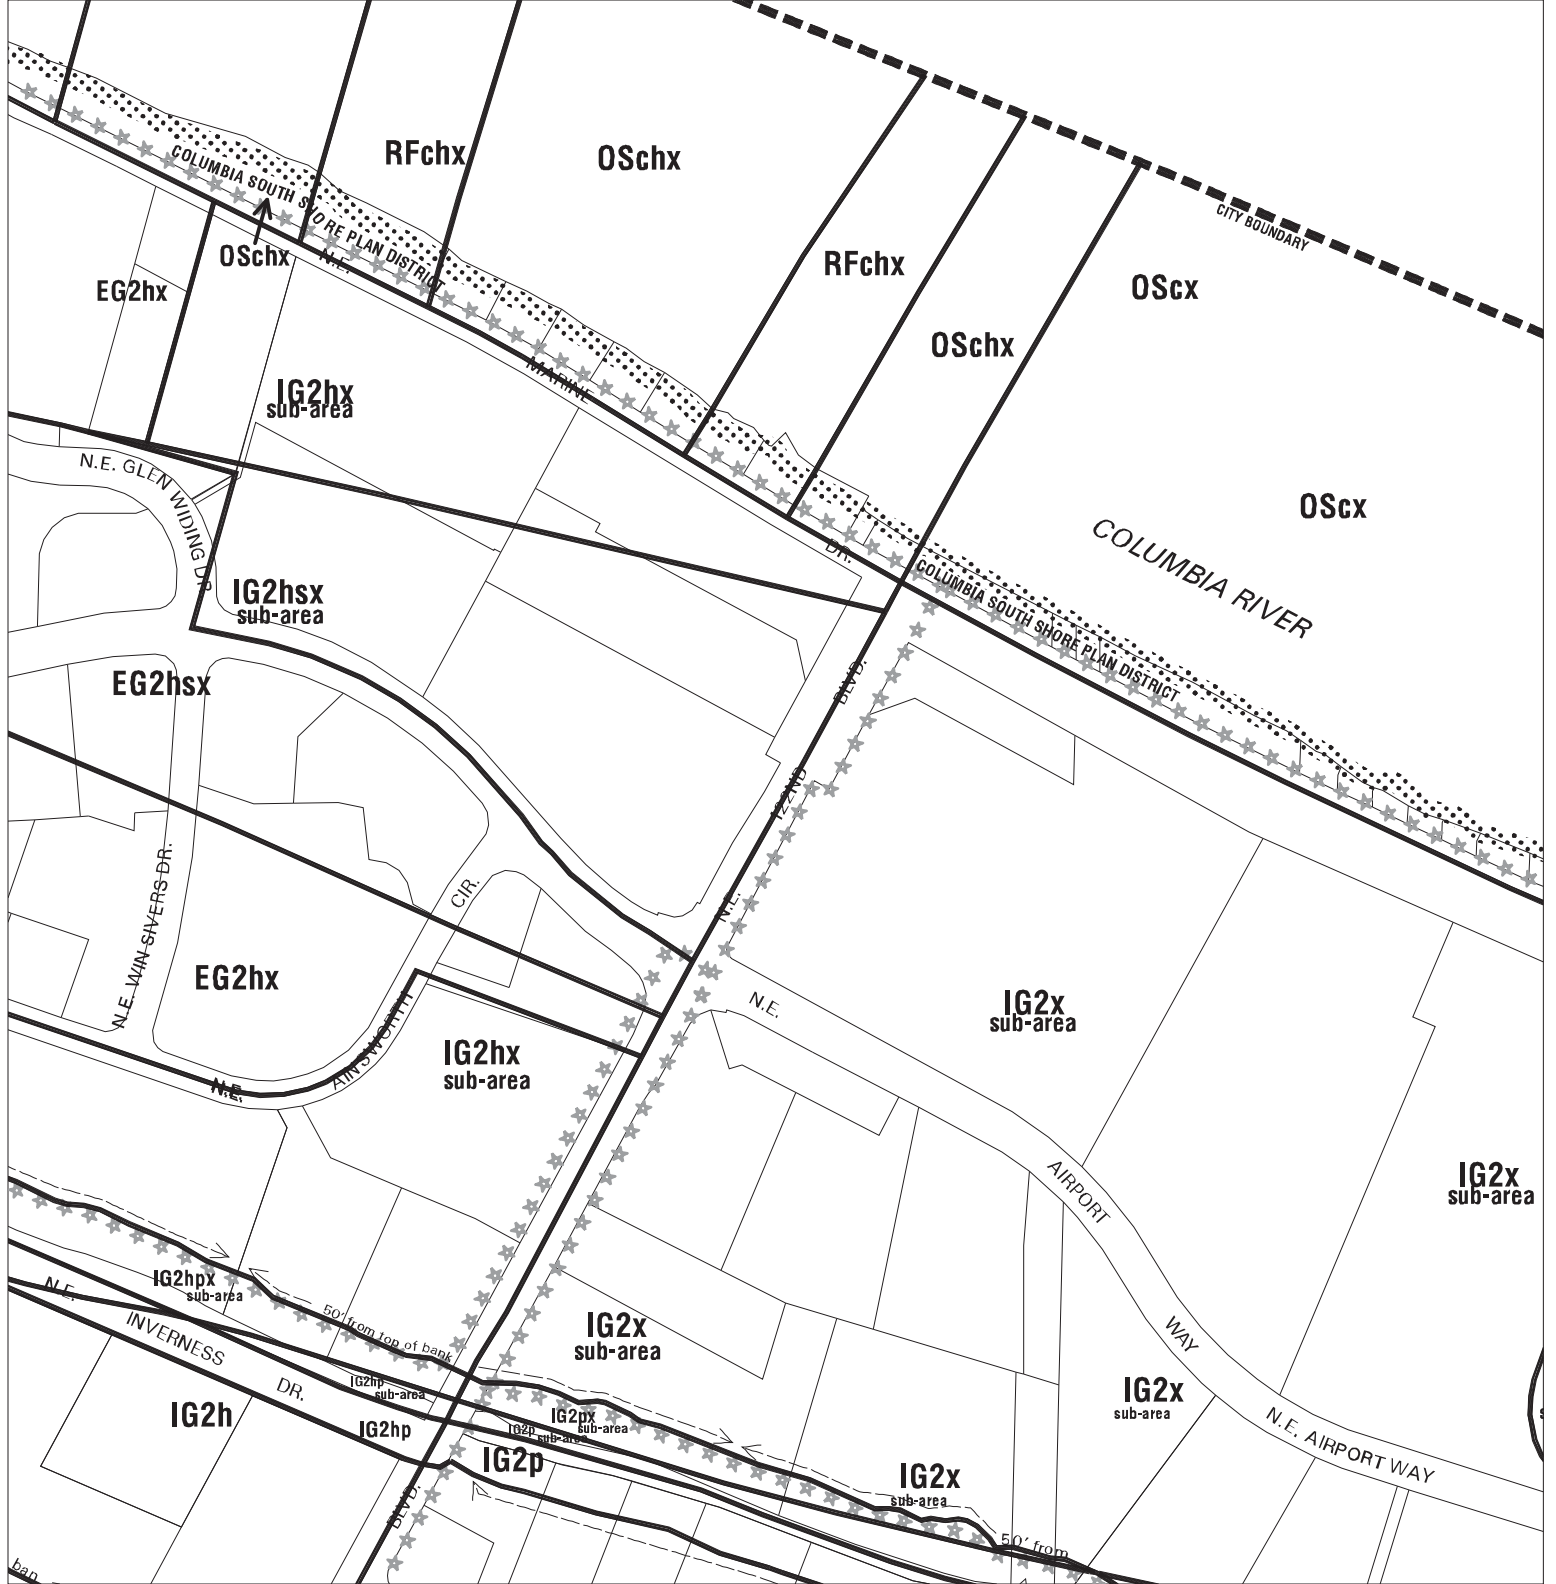 RFchx
OSchx
COLUMBIA SOUTH SHORE PLAN DISTRICT
CITY BOUNDARY
OSchx
N.E.
RFchx
OScx
EG2hx
OSchx
MARINE
IG2hx
sub-area
N.E. GLEN WIDING DR.
OScx
COLUMBIA RIVER
DR.
IG2hsx
sub-area
COLUMBIA SOUTH SHORE PLAN DISTRICT
EG2hsx
BLVD.
122ND
CIR.
N.E.
N.E. WIN SIVERS DR.
EG2hx
N.E.
IG2x
sub-area
AINSWORTH
N.E.
IG2hx
sub-area
AIRPORT
IG2x
sub-area
IG2hpx
sub-area
N.E.
50' from top of bank
INVERNESS
IG2x
sub-area
WAY
DR.
IG2hp
sub-area
IG2x
sub-area
IG2h
IG2hp
IG2px
sub-area
IG2p
sub-area
N.E. AIRPORT WAY
IG2p
IG2x
sub-area
BLVD.
50' from
ban